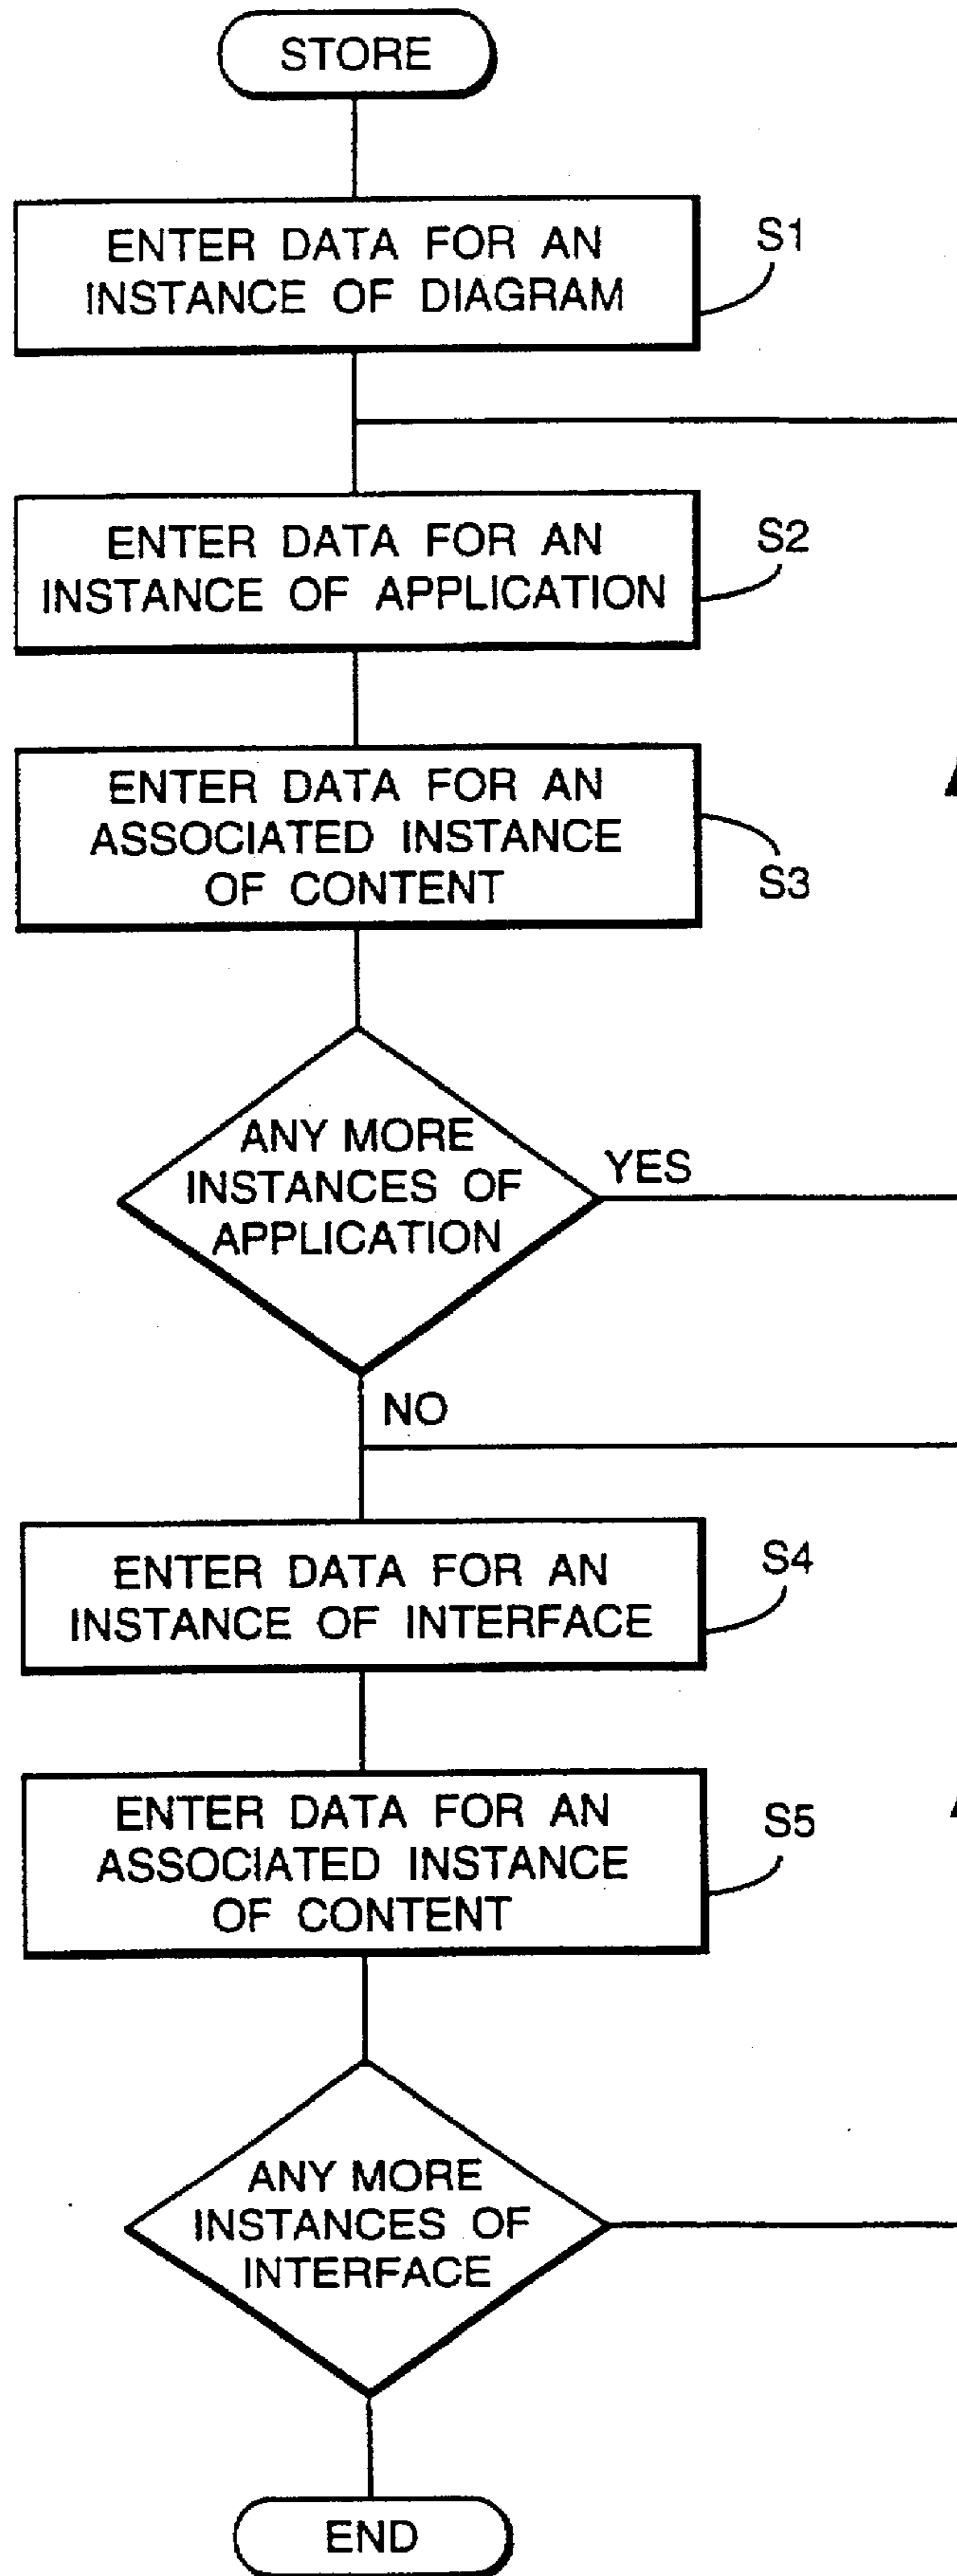 STORE
ENTER DATA FOR AN
INSTANCE OF DIAGRAM
S1
ENTER DATA FOR AN
INSTANCE OF APPLICATION
S2
ENTER DATA FOR AN
ASSOCIATED INSTANCE
OF CONTENT
S3
ANY MORE
INSTANCES OF
APPLICATION
YES
NO
ENTER DATA FOR AN
INSTANCE OF INTERFACE
S4
ENTER DATA FOR AN
ASSOCIATED INSTANCE
OF CONTENT
S5
ANY MORE
INSTANCES OF
INTERFACE
END